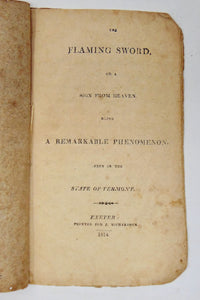 THE
FLAMING SWORD,
OR A
SIGN FROM HEAVEN.
BEING
A REMARKABLE PHENOMENON,
SEEN IN THE
STATE OF VERMONT.
EXETER:
PRINTED FOR J. RICHARDSON.
1814.